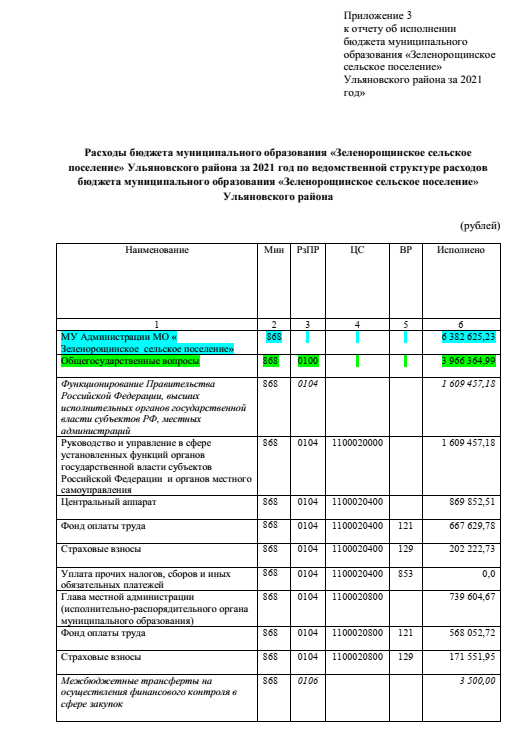 Приложение 3
к отчету об исполнении
бюджета муниципального
образования «Зеленорощинское
сельское поселение»
Ульяновского района за 2021
год»
Расходы бюджета муниципального образования «Зеленорощинское сельское
поселение» Ульяновского района за 2021 год по ведомственной структуре расходов
бюджета муниципального образования «Зеленорощинское сельское поселение»
Ульяновского района
(рублей)
Наименование Мин РзПР ЦС ВР Исполнено
1 2 3 4 5 6
МУ Администрации МО « 868 6 382 625,23
Зеленорощинское сельское поселение»
Общегосударственные вопросы 868 0100 3 966 364,99
Функционирование Правительства 868 0104 1 609 457,18
Российской Федерации, высших
исполнительных органов государственной
власти субъектов РФ, местных
администраций
Руководство и управление в сфере 868 0104 1100020000 1 609 457,18
установленных функций органов
государственной власти субъектов
Российской Федерации и органов местного
самоуправления
Центральный аппарат 868 0104 1100020400 869 852,51
Фонд оплаты труда 868 0104 1100020400 121 667 629,78
Страховые взносы 868 0104 1100020400 129 202 222,73
Уплата прочих налогов, сборов и иных 868 0104 1100020400 853 0,0
обязательных платежей
Глава местной администрации 868 0104 1100020800 739 604,67
(исполнительно-распорядительного органа
муниципального образования)
Фонд оплаты труда 868 0104 1100020800 121 568 052,72
Страховые взносы 868 0104 1100020800 129 171 551,95
Межбюджетные трансферты на 868 0106 3 500,00
осуществления финансового контроля в
сфере закупок